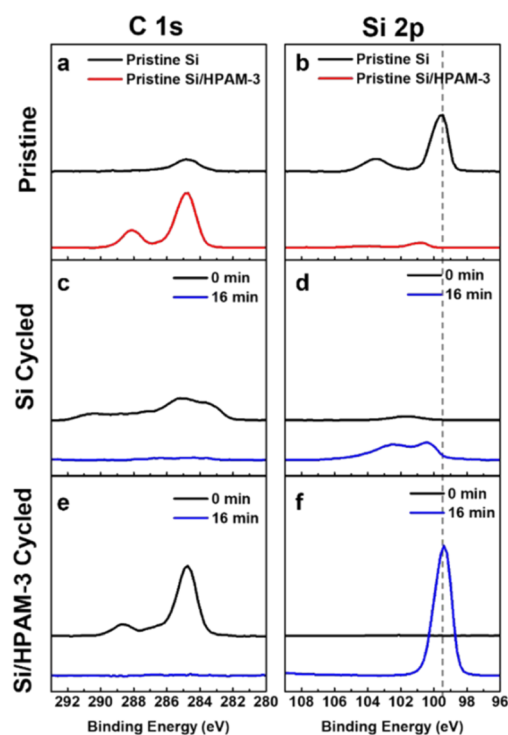 C 1s
Si 2p
Pristine
a
Pristine Si
Pristine Si/HPAM-3
b
Pristine Si
Pristine Si/HPAM-3
Si Cycled
c
0 min
16 min
d
0 min
16 min
Si/HPAM-3 Cycled
e
0 min
16 min
f
0 min
16 min
292 290 288 286 284 282 280
108 106 104 102 100 98 96
Binding Energy (eV)
Binding Energy (eV)